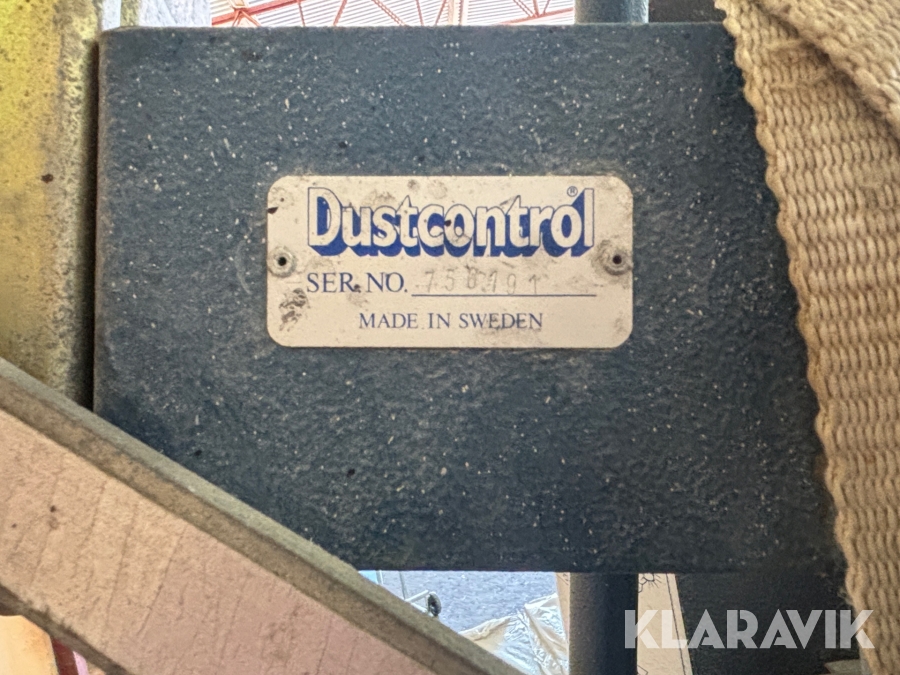 Dustcontrol®
SER. NO. 758191
MADE IN SWEDEN
KLARAVIK